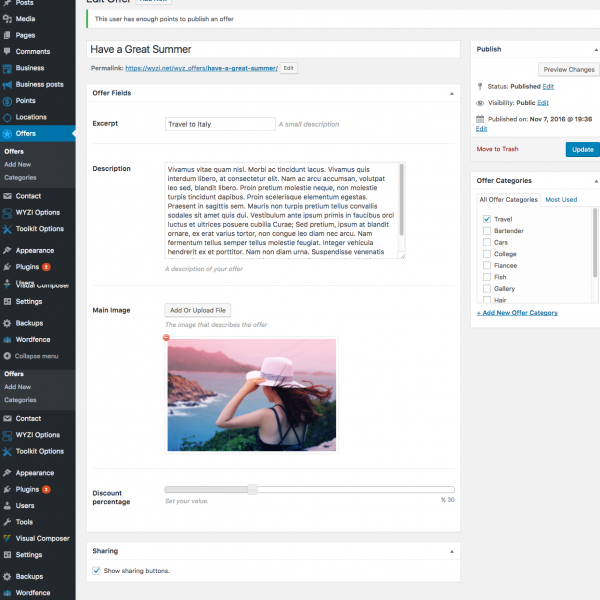 Posts
Media
Pages
Comments
Business
Business posts
Points
Locations
Offers
Offers
Add New
Categories
Contact
WYZI Options
Toolkit Options
Appearance
Plugins 2
Users
Visual Composer
Settings
Backups
Wordfence
Collapse menu
Offers
Add New
Categories
Contact
WYZI Options
Toolkit Options
Appearance
Plugins 2
Users
Tools
Visual Composer
Settings
Backups
Wordfence
Edit Offer Add New
This user has enough points to publish an offer
Have a Great Summer
Permalink: https://wyzi.net/wyz_offers/have-a-great-summer/ Edit
Offer Fields
Excerpt
Travel to Italy
A small description
Description
Vivamus vitae quam nisl. Morbi ac tincidunt lacus. Vivamus quis
interdum libero, at consectetur elit. Nam ac arcu accumsan, volutpat
leo sed, blandit libero. Proin pretium molestie neque, non molestie
turpis tincidunt dapibus. Proin scelerisque elementum egestas.
Praesent in sagittis sem. Mauris non turpis pretium tellus convallis
sodales sit amet quis dui. Vestibulum ante ipsum primis in faucibus orci
luctus et ultrices posuere cubilia Curae; Sed pretium, ipsum at blandit
ornare, ex erat varius tortor, non congue leo diam nec arcu. Nam
fermentum tellus semper tellus molestie feugiat. Integer vehicula
hendrerit ex et porttitor. Nam non diam urna. Suspendisse venenatis
A description of your offer
Main Image
Add Or Upload File
The image that describes the offer
Discount
percentage
Set your value.
% 30
Sharing
Show sharing buttons.
Publish
Preview Changes
Status: Published Edit
Visibility: Public Edit
Published on: Nov 7, 2016 @ 19:36
Edit
Move to Trash
Update
Offer Categories
All Offer Categories
Most Used
Travel
Bartender
Cars
College
Fiancee
Fish
Gallery
Hair
+ Add New Offer Category